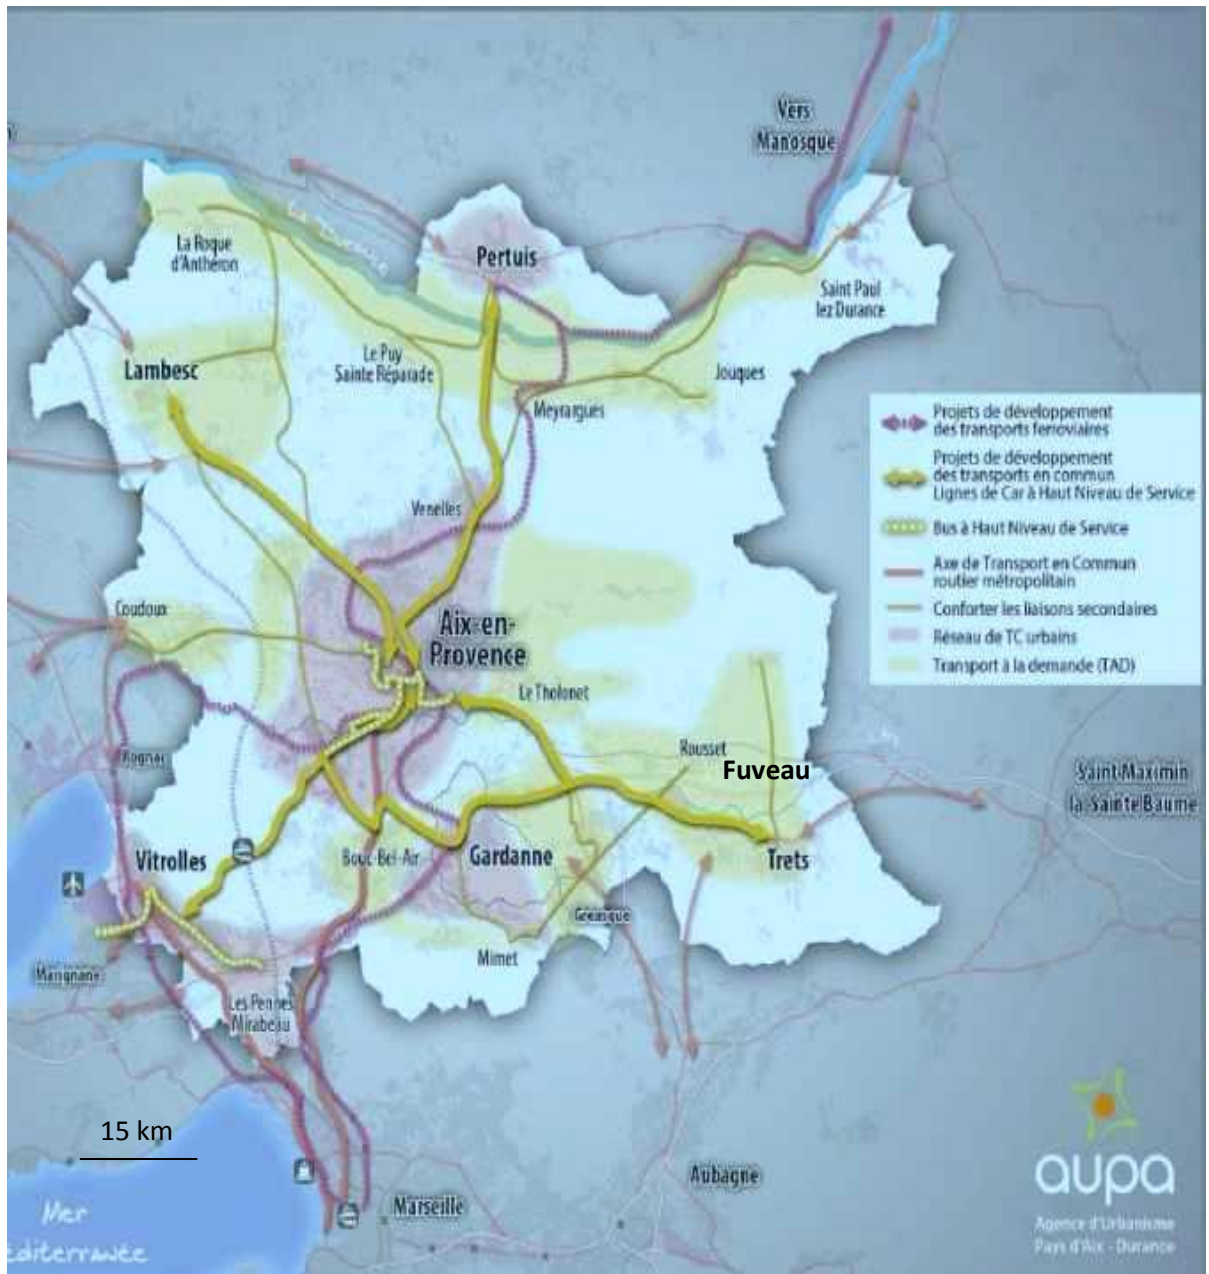 Vers
Manosque
La Durance
La Roque
d'Anthéron
Pertuis
Saint Paul
lez Durance
Lambesc
Le Puy
Sainte Réparade
Jouques
Meyrargues
Projets de développement
des transports ferroviaires
Projets de développement
des transports en commun
Lignes de Car à Haut Niveau de Service
Bus à Haut Niveau de Service
Axe de Transport en Commun
routier métropolitain
Conforter les liaisons secondaires
Réseau de TC urbains
Transport à la demande (TAD)
Venelles
Coudoux
Aix-en-
Provence
Le Tholonet
Rognac
Rousset
Fuveau
Saint-Maximin
la-Sainte-Baume
Vitrolles
Bouc-Bel-Air
Gardanne
Trets
Gréasque
Marignane
Mimet
Les Pennes
Mirabeau
15 km
Aubagne
Marseille
Mer
éditerranée
aupa
Agence d'Urbanisme
Pays d'Aix - Durance